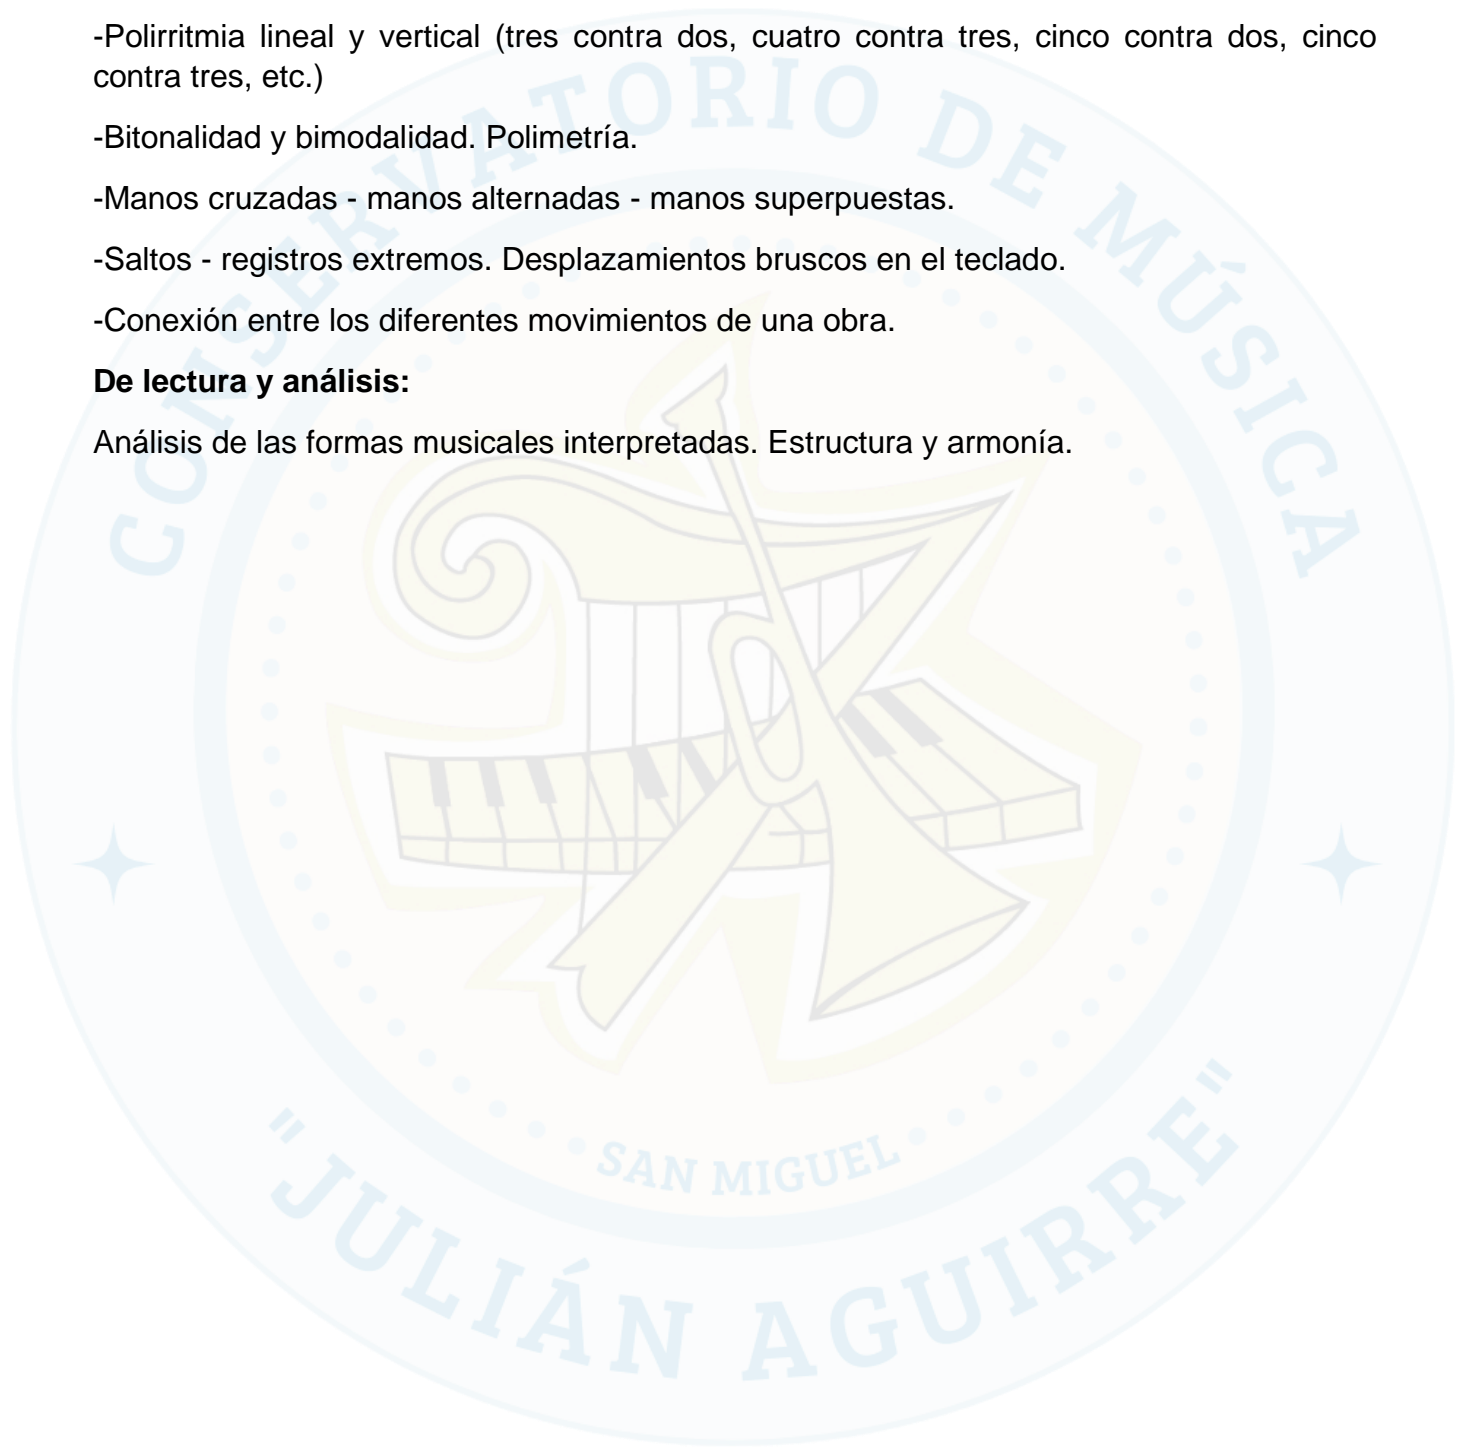 -Polirritmia lineal y vertical (tres contra dos, cuatro contra tres, cinco contra dos, cinco
contra tres, etc.)
-Bitonalidad y bimodalidad. Polimetría.
-Manos cruzadas - manos alternadas - manos superpuestas.
-Saltos - registros extremos. Desplazamientos bruscos en el teclado.
-Conexión entre los diferentes movimientos de una obra.
De lectura y análisis:
Análisis de las formas musicales interpretadas. Estructura y armonía.
CONSERVATORIO DE MÚSICA
SAN MIGUEL
"JULIÁN AGUIRRE"